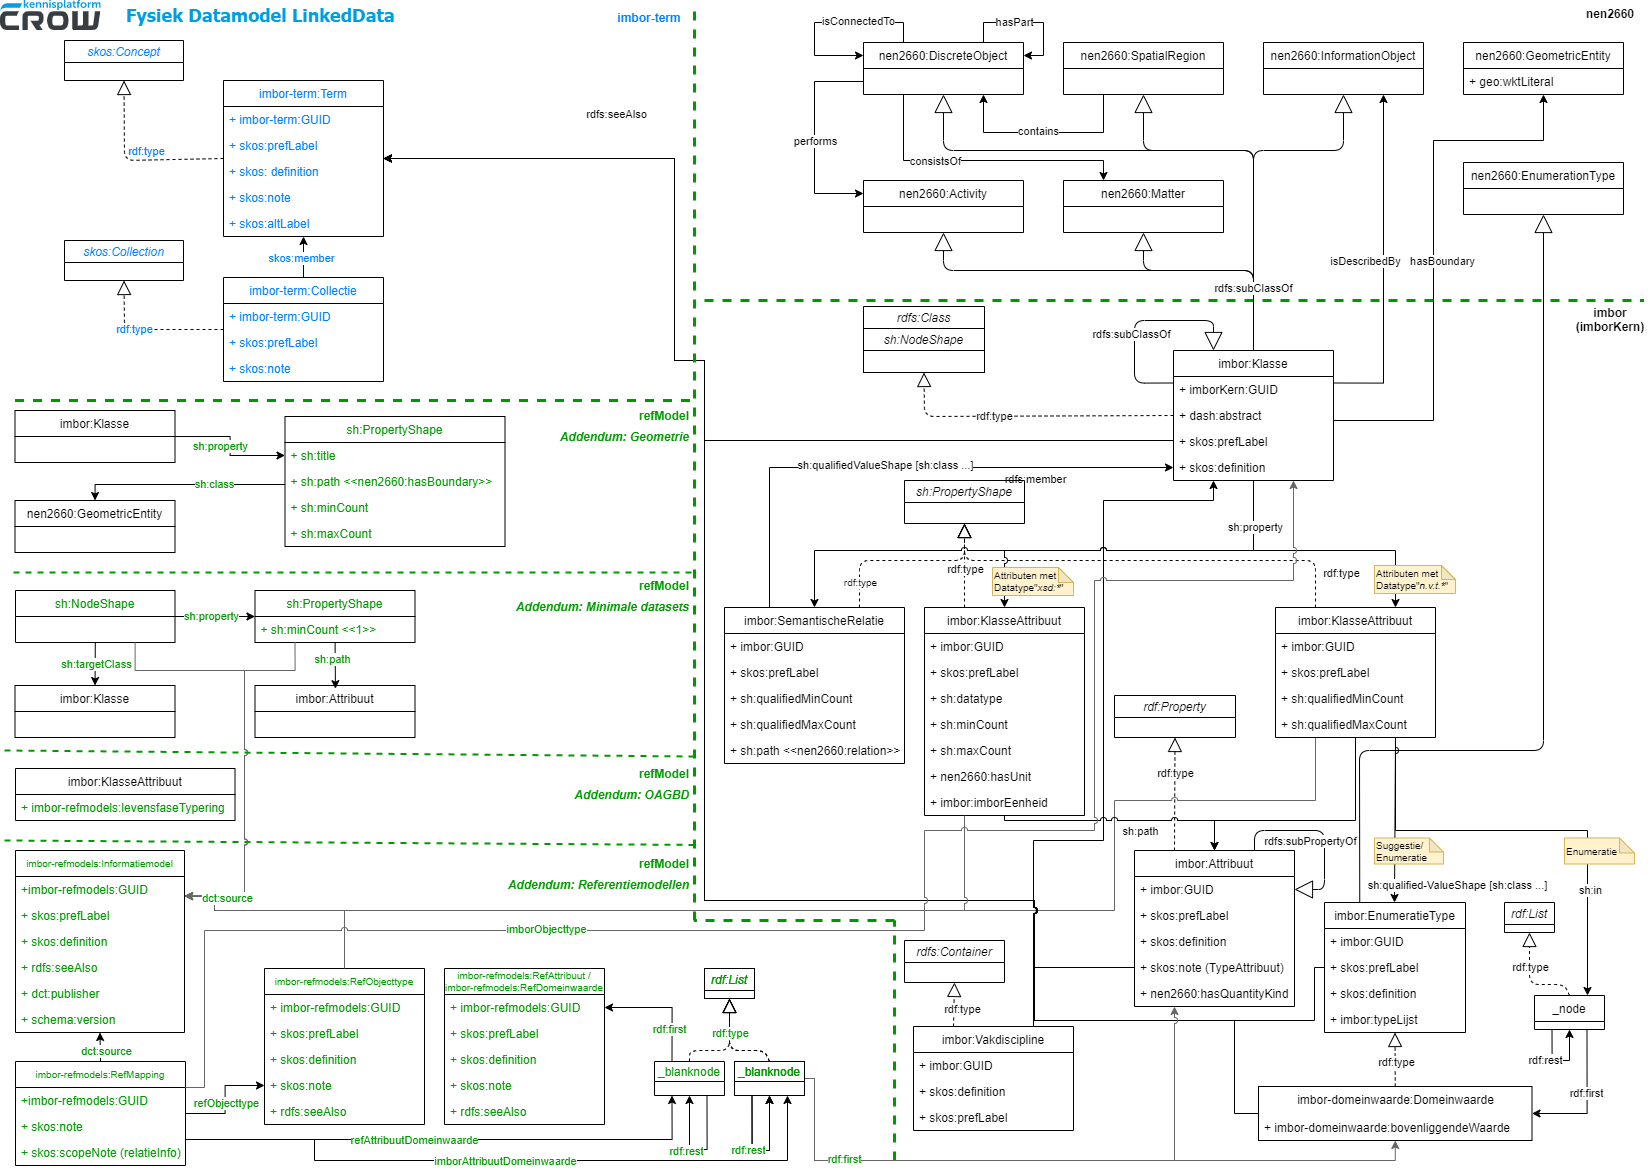 kennisplatform
CROW
Fysiek Datamodel LinkedData
imbor-term
nen2660
skos:Concept
rdf:type
imbor-term:Term
+ imbor-term:GUID
+ skos:prefLabel
+ skos: definition
+ skos:note
+ skos:altLabel
skos:Collection
rdf:type
skos:member
imbor-term:Collectie
+ imbor-term:GUID
+ skos:prefLabel
+ skos:note
rdfs:seeAlso
isConnectedTo
hasPart
nen2660:DiscreteObject
nen2660:SpatialRegion
nen2660:InformationObject
nen2660:GeometricEntity
+ geo:wktLiteral
performs
contains
consistsOf
nen2660:Activity
nen2660:Matter
nen2660:EnumerationType
isDescribedBy
hasBoundary
rdfs:subClassOf
imbor
(imborKern)
rdfs:Class
sh:NodeShape
rdf:type
rdfs:subClassOf
imbor:Klasse
+ imborKern:GUID
+ dash:abstract
+ skos:prefLabel
+ skos:definition
refModel
Addendum: Geometrie
imbor:Klasse
sh:property
sh:PropertyShape
+ sh:title
+ sh:path <<nen2660:hasBoundary>>
+ sh:minCount
+ sh:maxCount
sh:class
nen2660:GeometricEntity
sh:qualifiedValueShape [sh:class ...]
rdfs:member
sh:PropertyShape
sh:property
rdf:type
rdf:type
rdf:type
Attributen met
Datatype"xsd:*"
Attributen met
Datatype"n.v.t.*"
refModel
Addendum: Minimale datasets
sh:NodeShape
sh:property
sh:PropertyShape
+ sh:minCount <<1>>
sh:targetClass
sh:path
imbor:Klasse
imbor:Attribuut
imbor:SemantischeRelatie
+ imbor:GUID
+ skos:prefLabel
+ sh:qualifiedMinCount
+ sh:qualifiedMaxCount
+ sh:path <<nen2660:relation>>
imbor:KlasseAttribuut
+ imbor:GUID
+ skos:prefLabel
+ sh:datatype
+ sh:minCount
+ sh:maxCount
+ nen2660:hasUnit
+ imbor:imborEenheid
imbor:KlasseAttribuut
+ imbor:GUID
+ skos:prefLabel
+ sh:qualifiedMinCount
+ sh:qualifiedMaxCount
rdf:Property
rdf:type
refModel
Addendum: OAGBD
imbor:KlasseAttribuut
+ imbor-refmodels:levensfaseTypering
sh:path
rdfs:subPropertyOf
imbor:Attribuut
+ imbor:GUID
+ skos:prefLabel
+ skos:definition
+ skos:note (TypeAttribuut)
+ nen2660:hasQuantityKind
Suggestie/
Enumeratie
Enumeratie
sh:qualified-ValueShape [sh:class ...]
sh:in
imbor:EnumeratieType
+ imbor:GUID
+ skos:prefLabel
+ skos:definition
+ imbor:typeLijst
rdf:List
rdf:type
_node
rdf:rest
rdf:first
rdf:type
imbor-domeinwaarde:Domeinwaarde
+ imbor-domeinwaarde:bovenliggendeWaarde
refModel
Addendum: Referentiemodellen
imbor-refmodels:Informatiemodel
+imbor-refmodels:GUID
+ skos:prefLabel
+ skos:definition
+ rdfs:seeAlso
+ dct:publisher
+ schema:version
dct:source
dct:source
imborObjecttype
imbor-refmodels:RefMapping
+imbor-refmodels:GUID
+ skos:note
+ skos:scopeNote (relatieInfo)
refObjecttype
imbor-refmodels:RefObjecttype
+ imbor-refmodels:GUID
+ skos:prefLabel
+ skos:definition
+ skos:note
+ rdfs:seeAlso
imbor-refmodels:RefAttribuut /
imbor-refmodels:RefDomeinwaarde
+ imbor-refmodels:GUID
+ skos:prefLabel
+ skos:definition
+ skos:note
+ rdfs:seeAlso
rdf:List
rdf:first
rdf:type
_blanknode
_blanknode
rdf:rest
rdf:rest
refAttribuutDomeinwaarde
imborAttribuutDomeinwaarde
rdf:first
rdfs:Container
rdf:type
imbor:Vakdiscipline
+ imbor:GUID
+ skos:definition
+ skos:prefLabel